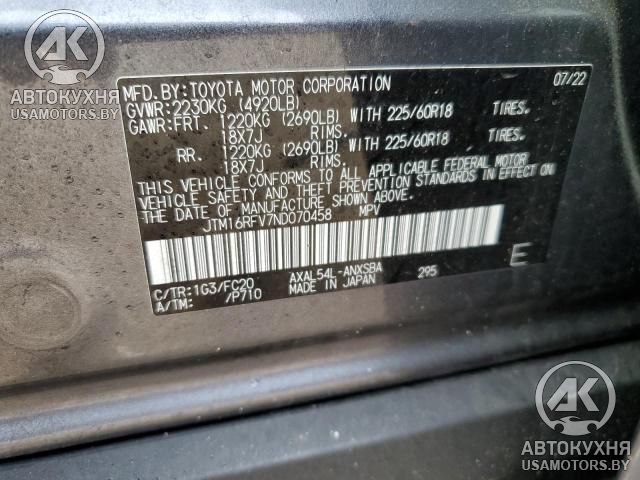 MFD. BY: TOYOTA MOTOR CORPORATION 07/22
GVWR: 2230KG (4920LB)
GAWR: FRT. 1220KG (2690LB) WITH 225/60R18 TIRES.
18X7J RIMS.
RR. 1220KG (2690LB) WITH 225/60R18 TIRES.
18X7J RIMS.
THIS VEHICLE CONFORMS TO ALL APPLICABLE FEDERAL MOTOR
VEHICLE SAFETY AND THEFT PREVENTION STANDARDS IN EFFECT ON
THE DATE OF MANUFACTURE SHOWN ABOVE.
JTM16RFV7ND070458 MPV
C/TR: 1G3/FC20 AXAL54L-ANXSBA 295 E
A/TM: /P710 MADE IN JAPAN
АК
АВТОКУХНЯ
USAMOTORS.BY
АК
АВТОКУХНЯ
USAMOTORS.BY